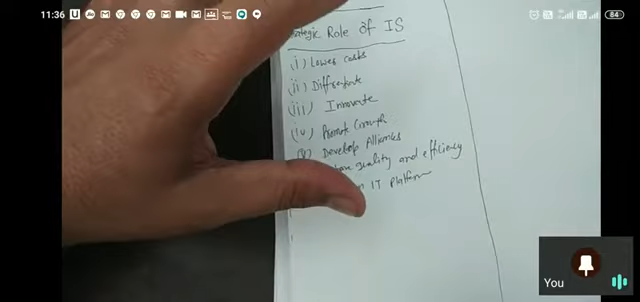 11:36
84
Role of IS
(i) Lower costs
(ii) Differentiate
(iii) Innovate
(iv) Promote Growth
(v) Develop Alliances
quality and efficiency
IT platform
You